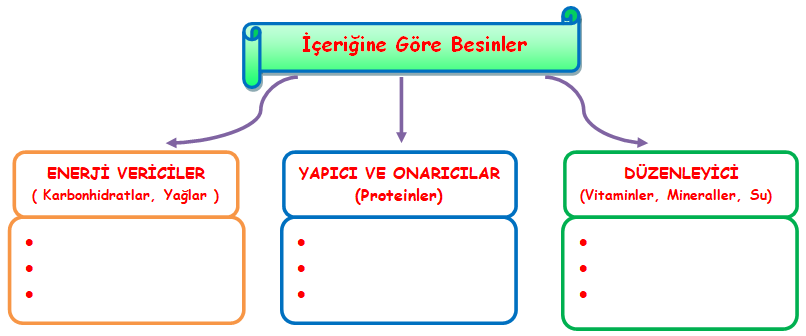 İçeriğine Göre Besinler
ENERJİ VERİCİLER
( Karbonhidratlar, Yağlar )
YAPICI VE ONARICILAR
(Proteinler)
DÜZENLEYİCİ
(Vitaminler, Mineraller, Su)